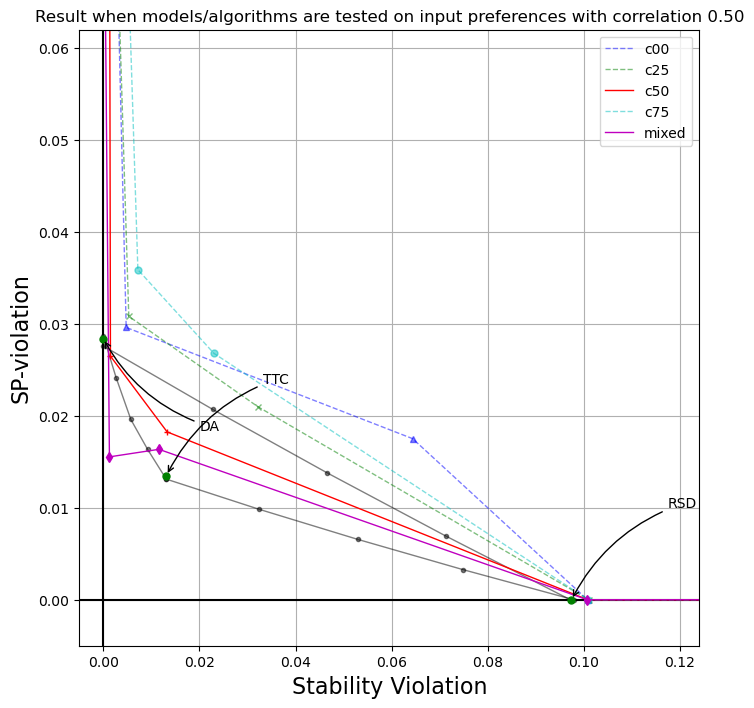 Result when models/algorithms are tested on input preferences with correlation 0.50
c00
c25
c50
c75
mixed
0.06
0.05
0.04
0.03
0.02
0.01
0.00
SP-violation
TTC
DA
RSD
0.00
0.02
0.04
0.06
0.08
0.10
0.12
Stability Violation